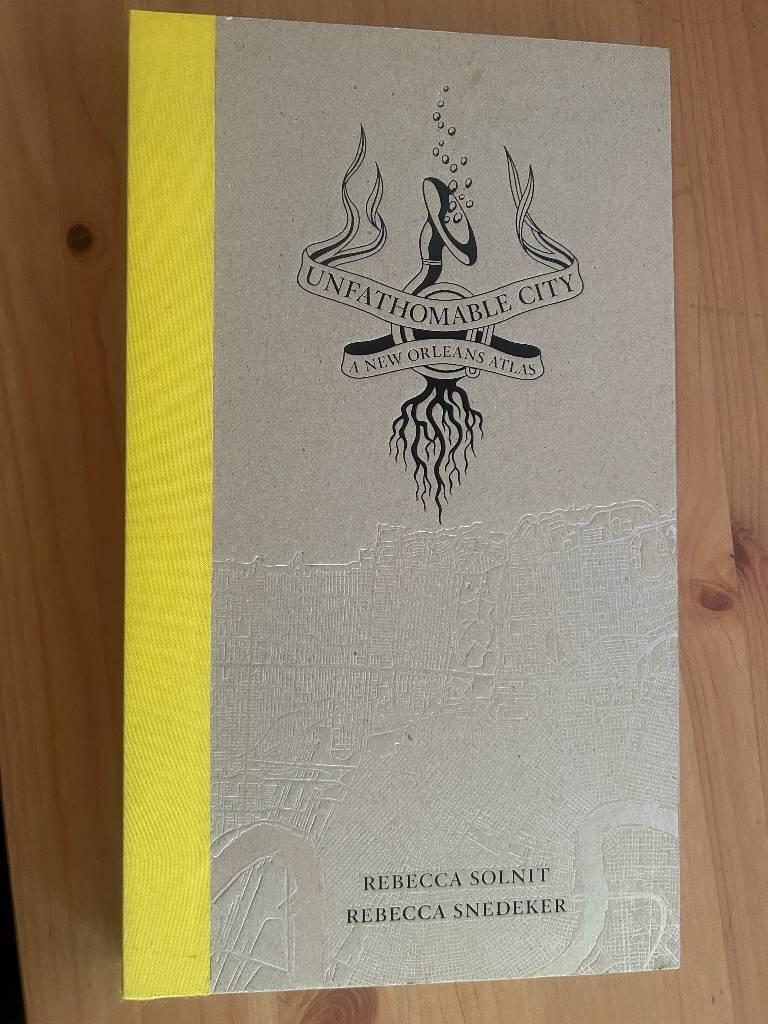 UNFATHOMABLE CITY
A NEW ORLEANS ATLAS
REBECCA SOLNIT
REBECCA SNEDEKER